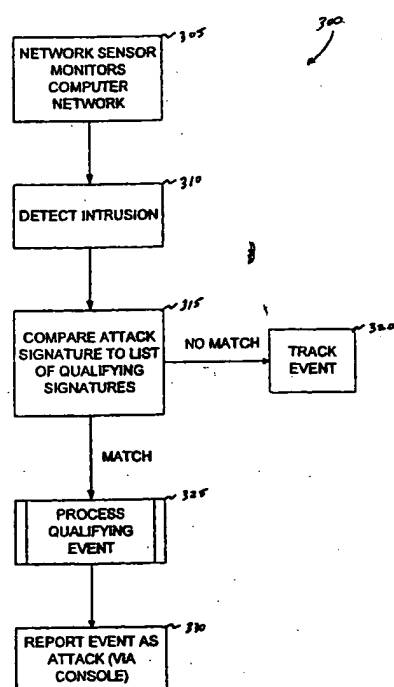 300
305
NETWORK SENSOR
MONITORS
COMPUTER
NETWORK
310
DETECT INTRUSION
315
COMPARE ATTACK
SIGNATURE TO LIST
OF QUALIFYING
SIGNATURES
NO MATCH
320
TRACK
EVENT
MATCH
325
PROCESS
QUALIFYING
EVENT
330
REPORT EVENT AS
ATTACK (VIA
CONSOLE)